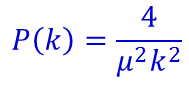 P(k) = 4 / μ²k²